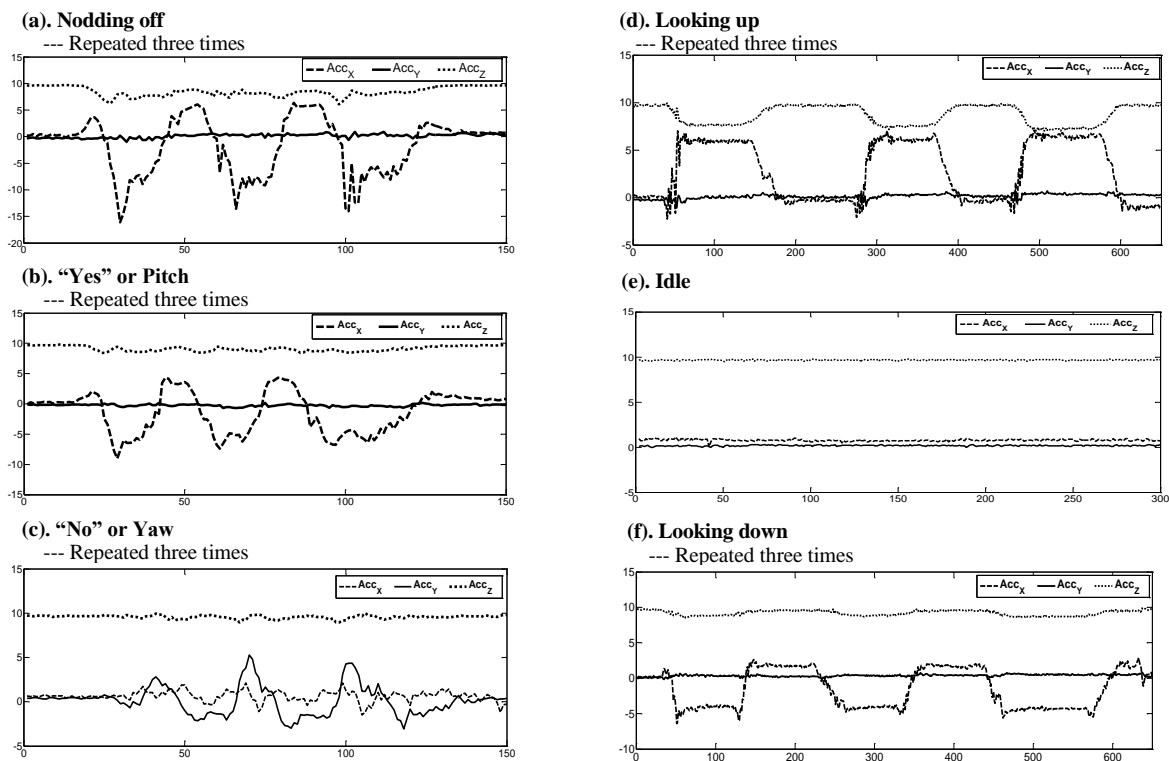 (a). Nodding off
--- Repeated three times
Acc_X Acc_Y Acc_Z
15
10
5
0
-5
-10
-15
-20
0 50 100 150
(b). “Yes” or Pitch
--- Repeated three times
Acc_X Acc_Y Acc_Z
15
10
5
0
-5
-10
-15
0 50 100 150
(c). “No” or Yaw
--- Repeated three times
Acc_X Acc_Y Acc_Z
15
10
5
0
-5
0 50 100 150
(d). Looking up
--- Repeated three times
Acc_X Acc_Y Acc_Z
15
10
5
0
-5
0 100 200 300 400 500 600
(e). Idle
Acc_X Acc_Y Acc_Z
15
10
5
0
-5
0 50 100 150 200 250 300
(f). Looking down
--- Repeated three times
Acc_X Acc_Y Acc_Z
15
10
5
0
-5
-10
0 100 200 300 400 500 600